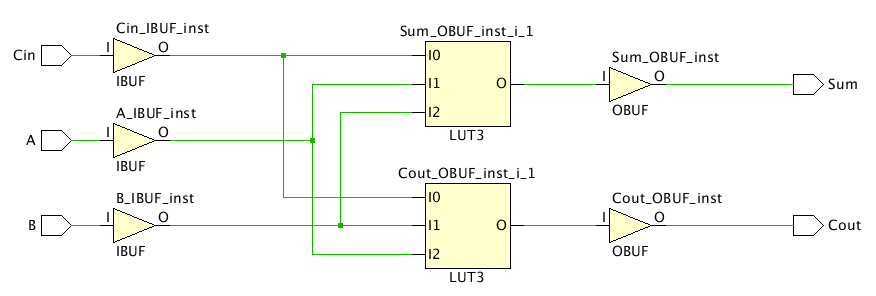 Cin
Cin_IBUF_inst
I
O
IBUF
A
A_IBUF_inst
I
O
IBUF
B
B_IBUF_inst
I
O
IBUF
Sum_OBUF_inst_i_1
I0
I1
I2
O
LUT3
Cout_OBUF_inst_i_1
I0
I1
I2
O
LUT3
Sum_OBUF_inst
I
O
OBUF
Sum
Cout_OBUF_inst
I
O
OBUF
Cout